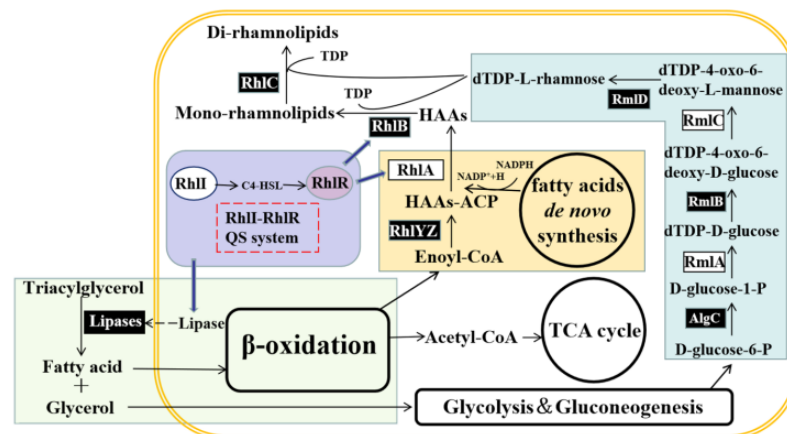 Di-rhamnolipids
TDP
RhlC
TDP
Mono-rhamnolipids
RhlB
HAAs
dTDP-L-rhamnose
RmlD
dTDP-4-oxo-6-
deoxy-L-mannose
RmlC
dTDP-4-oxo-6-
deoxy-D-glucose
RmlB
dTDP-D-glucose
RmlA
D-glucose-1-P
AlgC
D-glucose-6-P
RhlI
C4-HSL
RhlR
RhlI-RhlR
QS system
RhlA
NADP⁺+H
NADPH
HAAs-ACP
RhlYZ
Enoyl-CoA
fatty acids
de novo
synthesis
Triacylglycerol
Lipases
Lipase
Fatty acid
+
Glycerol
β-oxidation
Acetyl-CoA
TCA cycle
Glycolysis&Gluconeogenesis